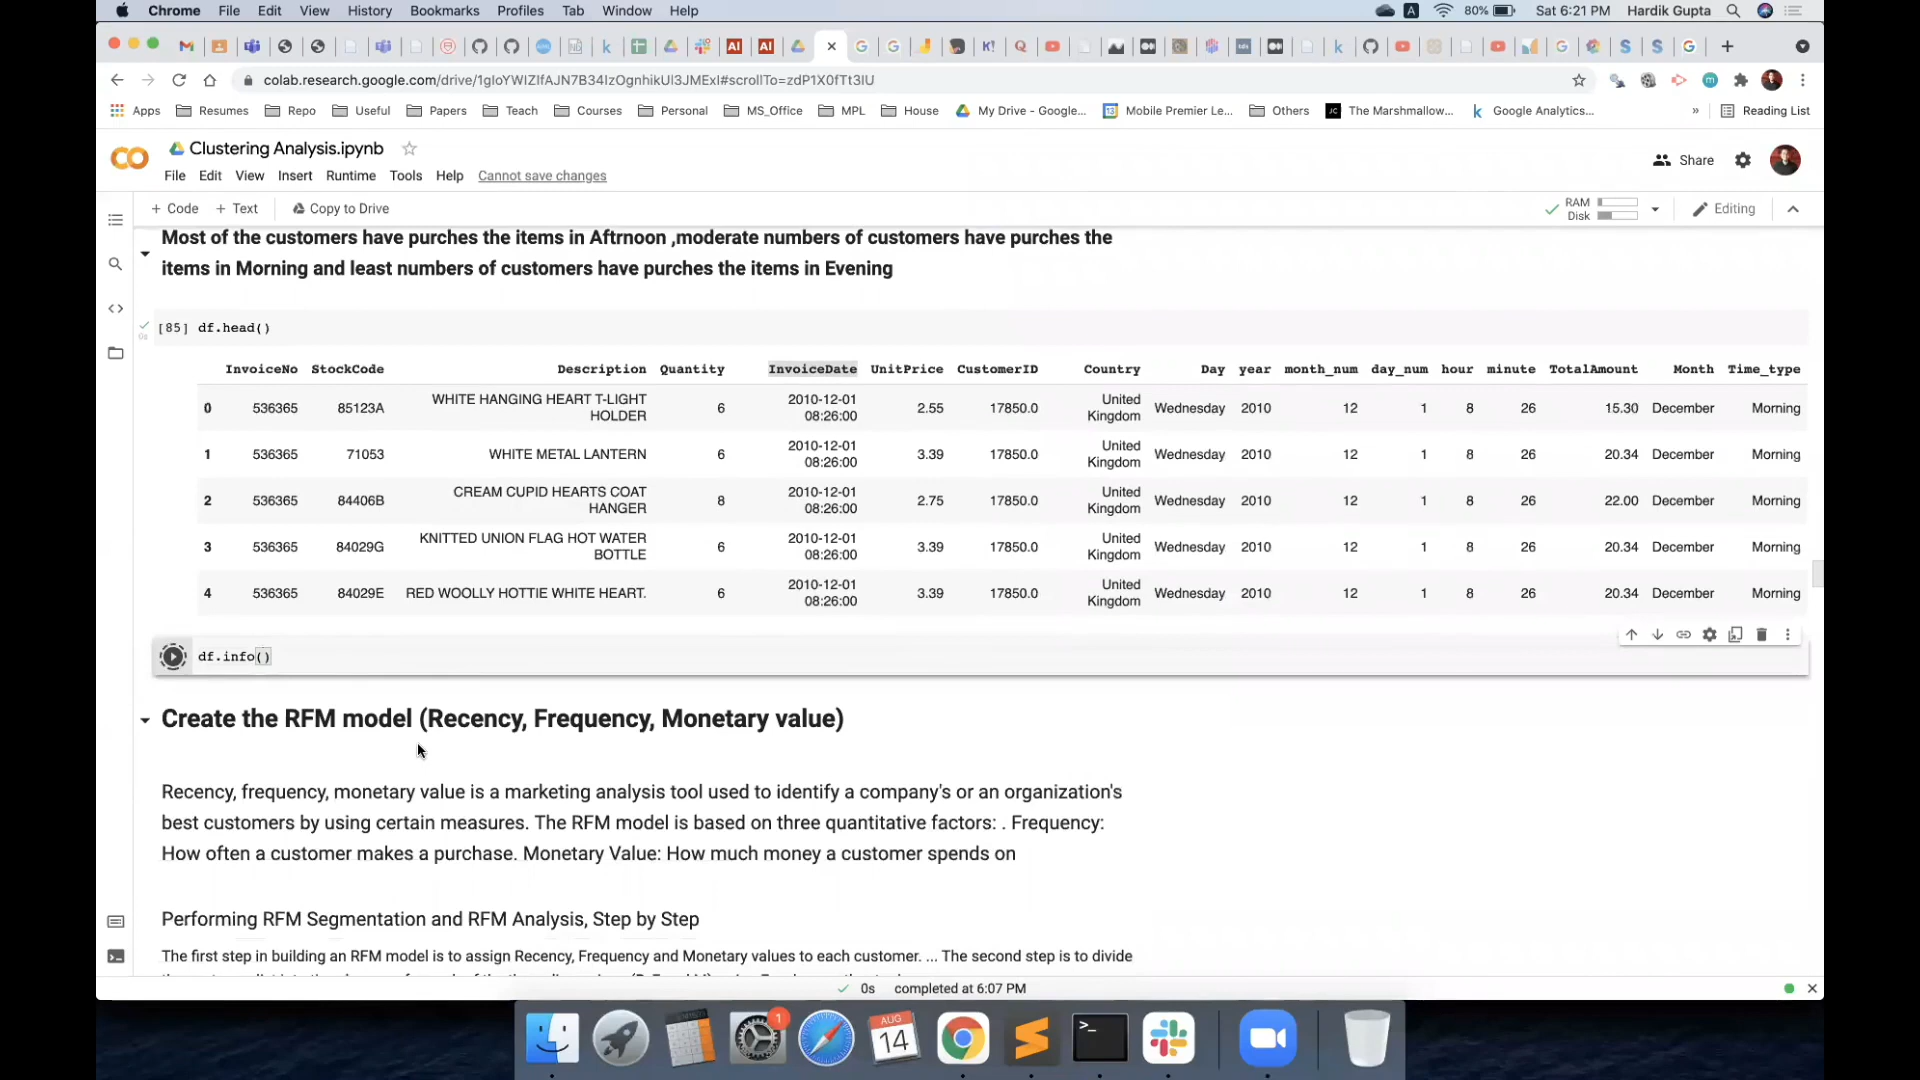 Chrome File Edit View History Bookmarks Profiles Tab Window Help 80% Sat 6:21 PM Hardik Gupta
colab.research.google.com/drive/1gIoYWIZIfAJN7B34IzOgnhikUl3JMExI#scrollTo=zdP1X0fTt3IU
Apps Resumes Repo Useful Papers Teach Courses Personal MS_Office MPL House My Drive - Google... Mobile Premier Le... Others The Marshmallow... Google Analytics... » Reading List
Clustering Analysis.ipynb
Share
File Edit View Insert Runtime Tools Help Cannot save changes
+ Code + Text Copy to Drive RAM Disk Editing
Most of the customers have purches the items in Aftrnoon ,moderate numbers of customers have purches the
items in Morning and least numbers of customers have purches the items in Evening
[85] df.head()
0s
InvoiceNo StockCode Description Quantity InvoiceDate UnitPrice CustomerID Country Day year month_num day_num hour minute TotalAmount Month Time_type
0 536365 85123A WHITE HANGING HEART T-LIGHT HOLDER 6 2010-12-01 08:26:00 2.55 17850.0 United Kingdom Wednesday 2010 12 1 8 26 15.30 December Morning
1 536365 71053 WHITE METAL LANTERN 6 2010-12-01 08:26:00 3.39 17850.0 United Kingdom Wednesday 2010 12 1 8 26 20.34 December Morning
2 536365 84406B CREAM CUPID HEARTS COAT HANGER 8 2010-12-01 08:26:00 2.75 17850.0 United Kingdom Wednesday 2010 12 1 8 26 22.00 December Morning
3 536365 84029G KNITTED UNION FLAG HOT WATER BOTTLE 6 2010-12-01 08:26:00 3.39 17850.0 United Kingdom Wednesday 2010 12 1 8 26 20.34 December Morning
4 536365 84029E RED WOOLLY HOTTIE WHITE HEART. 6 2010-12-01 08:26:00 3.39 17850.0 United Kingdom Wednesday 2010 12 1 8 26 20.34 December Morning
df.info()
Create the RFM model (Recency, Frequency, Monetary value)
Recency, frequency, monetary value is a marketing analysis tool used to identify a company's or an organization's
best customers by using certain measures. The RFM model is based on three quantitative factors: . Frequency:
How often a customer makes a purchase. Monetary Value: How much money a customer spends on
Performing RFM Segmentation and RFM Analysis, Step by Step
The first step in building an RFM model is to assign Recency, Frequency and Monetary values to each customer. ... The second step is to divide
0s completed at 6:07 PM
1
AUG
14